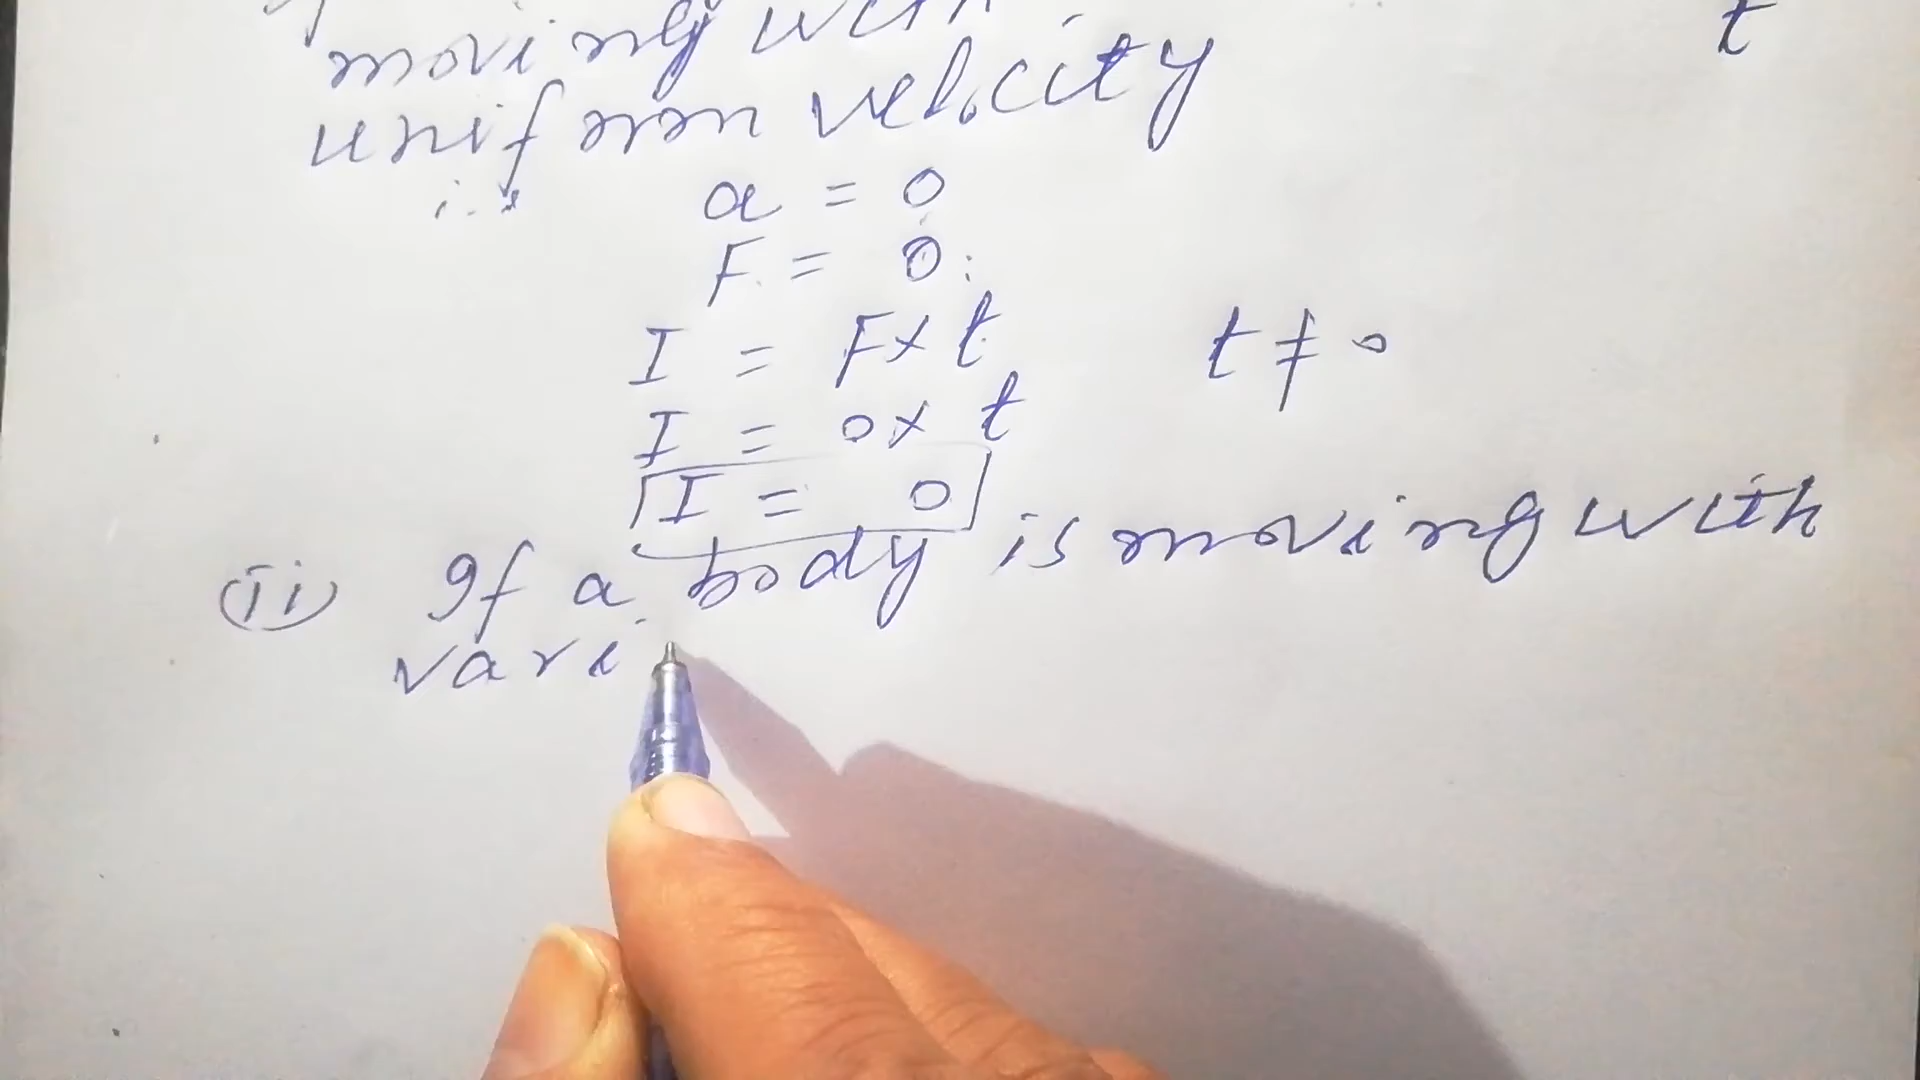 moving with
t
uniform velocity
i.e
a = 0
F = 0
I = F × t t ≠ 0
I = 0 × t
I = 0
(ii) If a body is moving with
vari